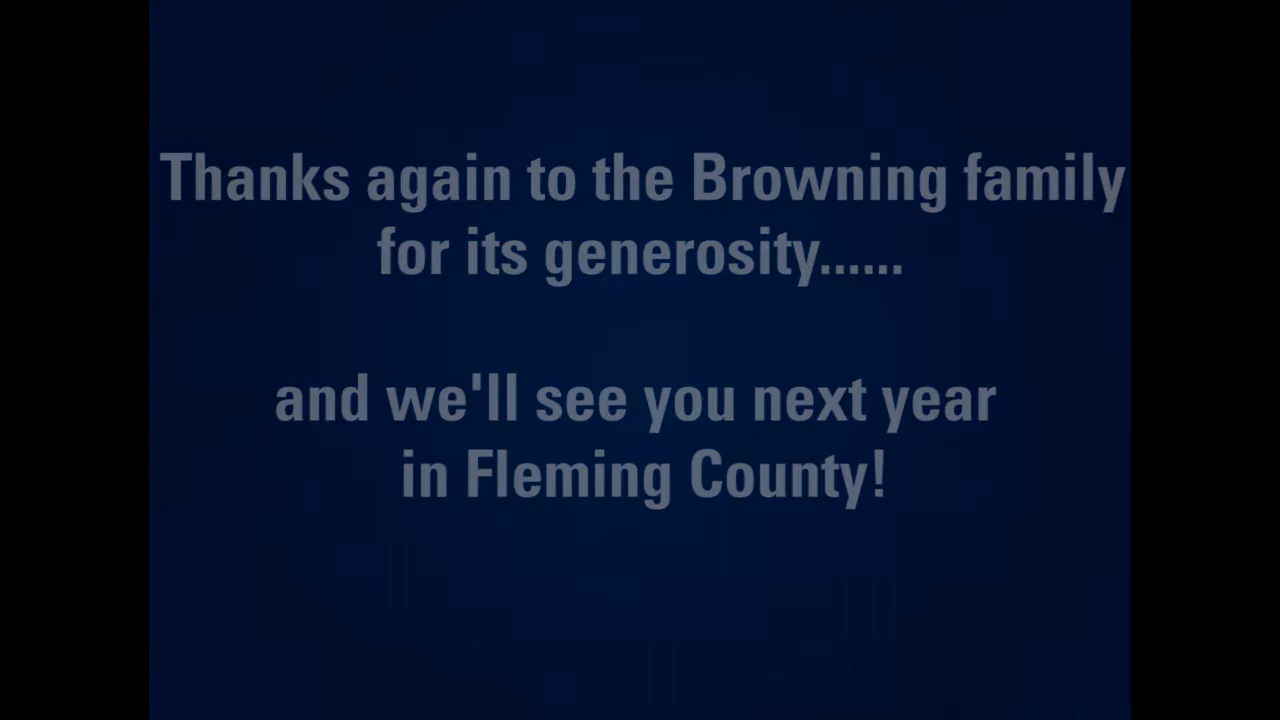 Thanks again to the Browning family
for its generosity......
and we'll see you next year
in Fleming County!